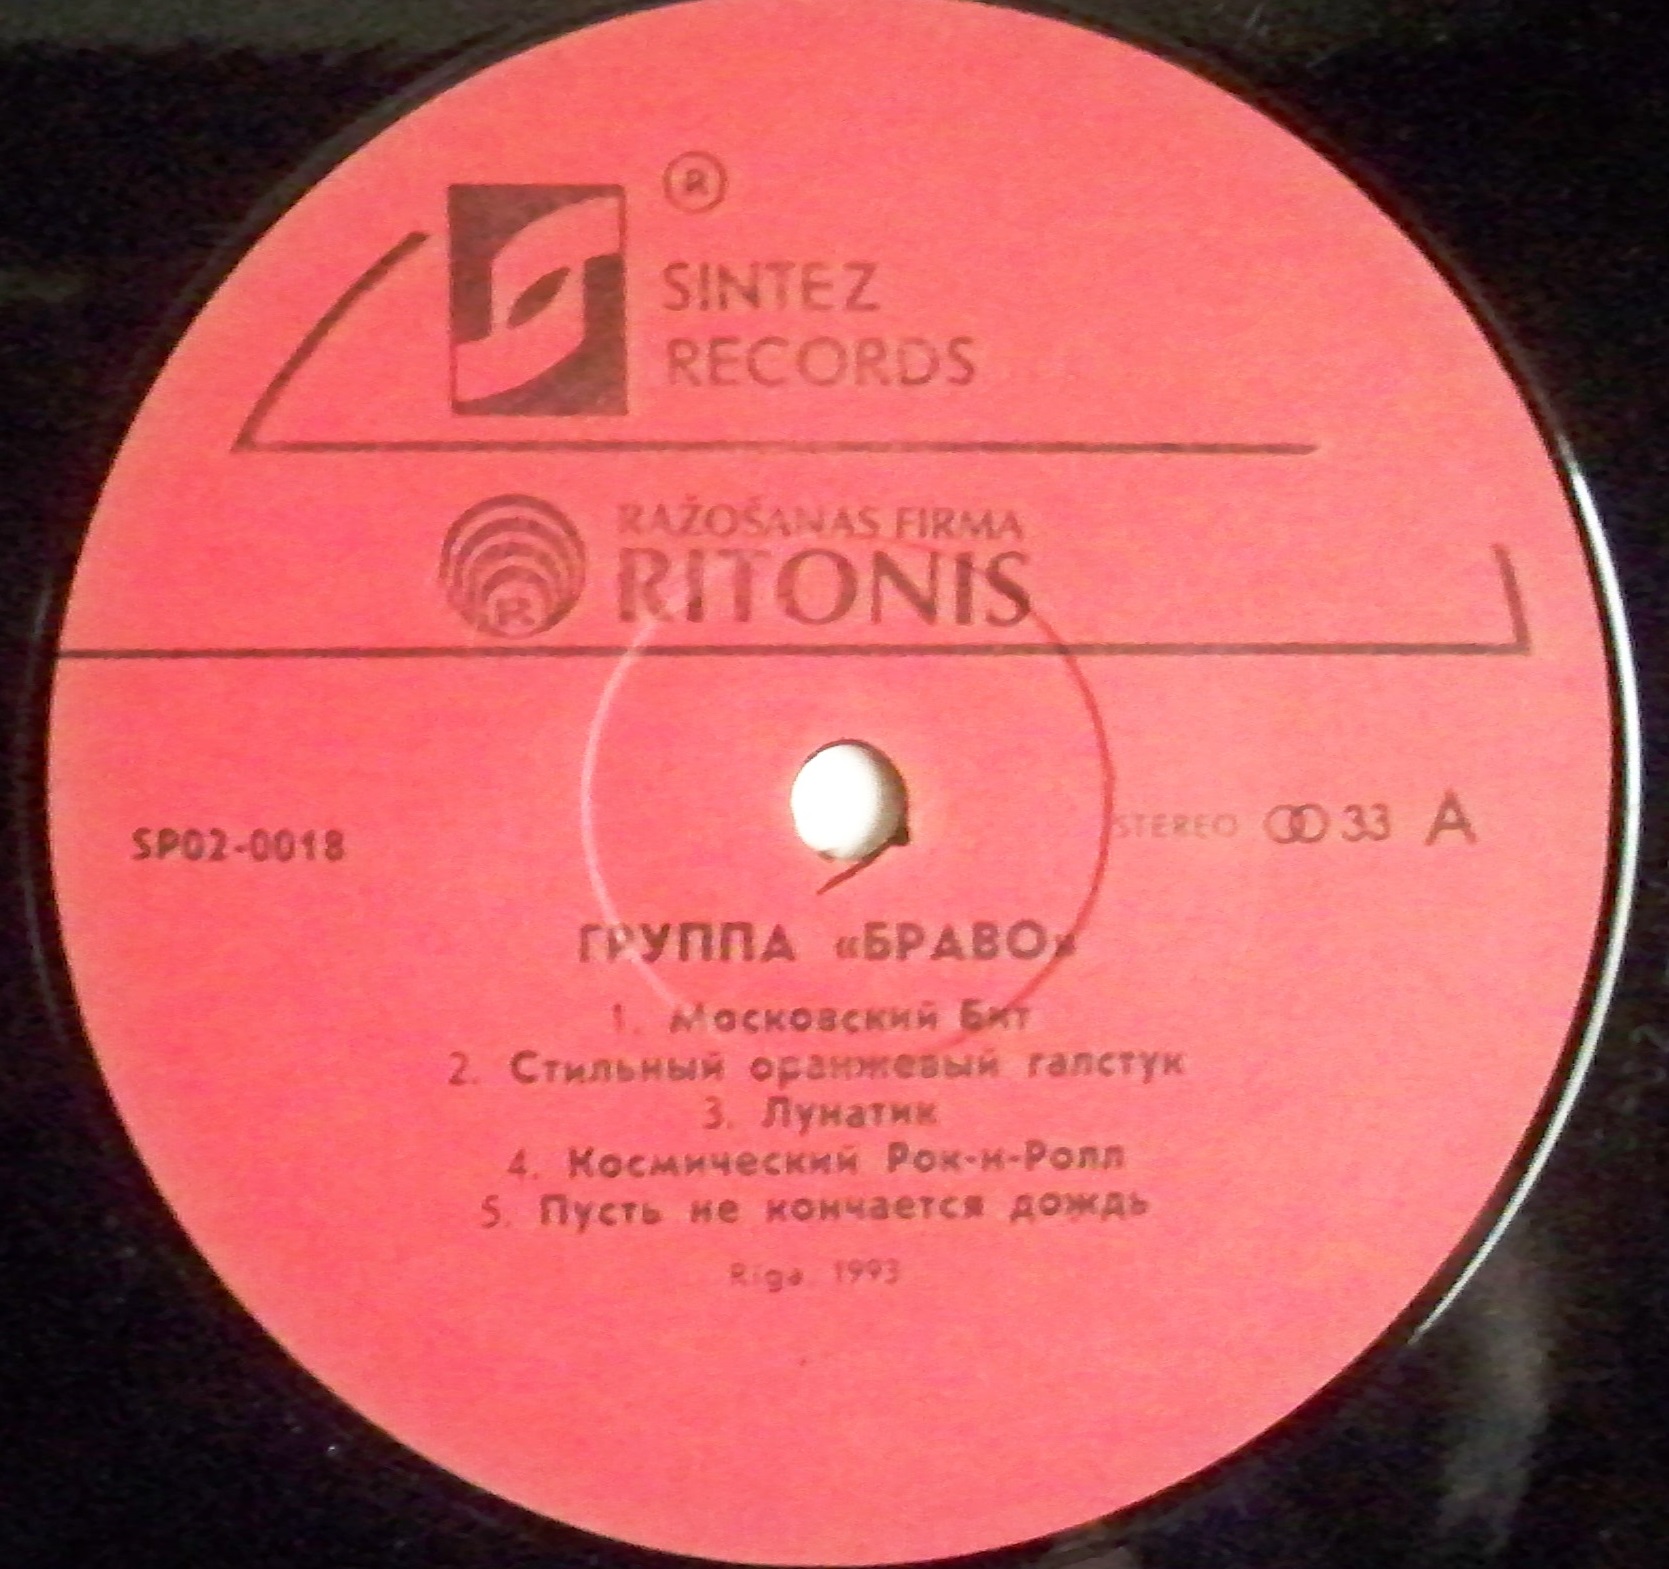 ®
SINTEZ
RECORDS
RAŽOŠANAS FIRMA
RITONIS
R
SP02-0018
STEREO 33 A
ГРУППА «БРАВО»
1. Московский Бит
2. Стильный оранжевый галстук
3. Лунатик
4. Космический Рок-и-Ролл
5. Пусть не кончается дождь
Riga 1993